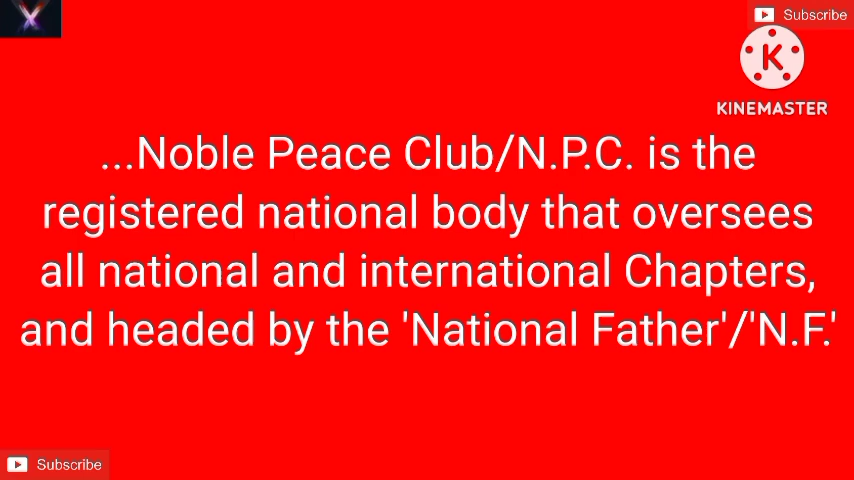 Subscribe
KINEMASTER
...Noble Peace Club/N.P.C. is the
registered national body that oversees
all national and international Chapters,
and headed by the 'National Father'/'N.F.'
Subscribe